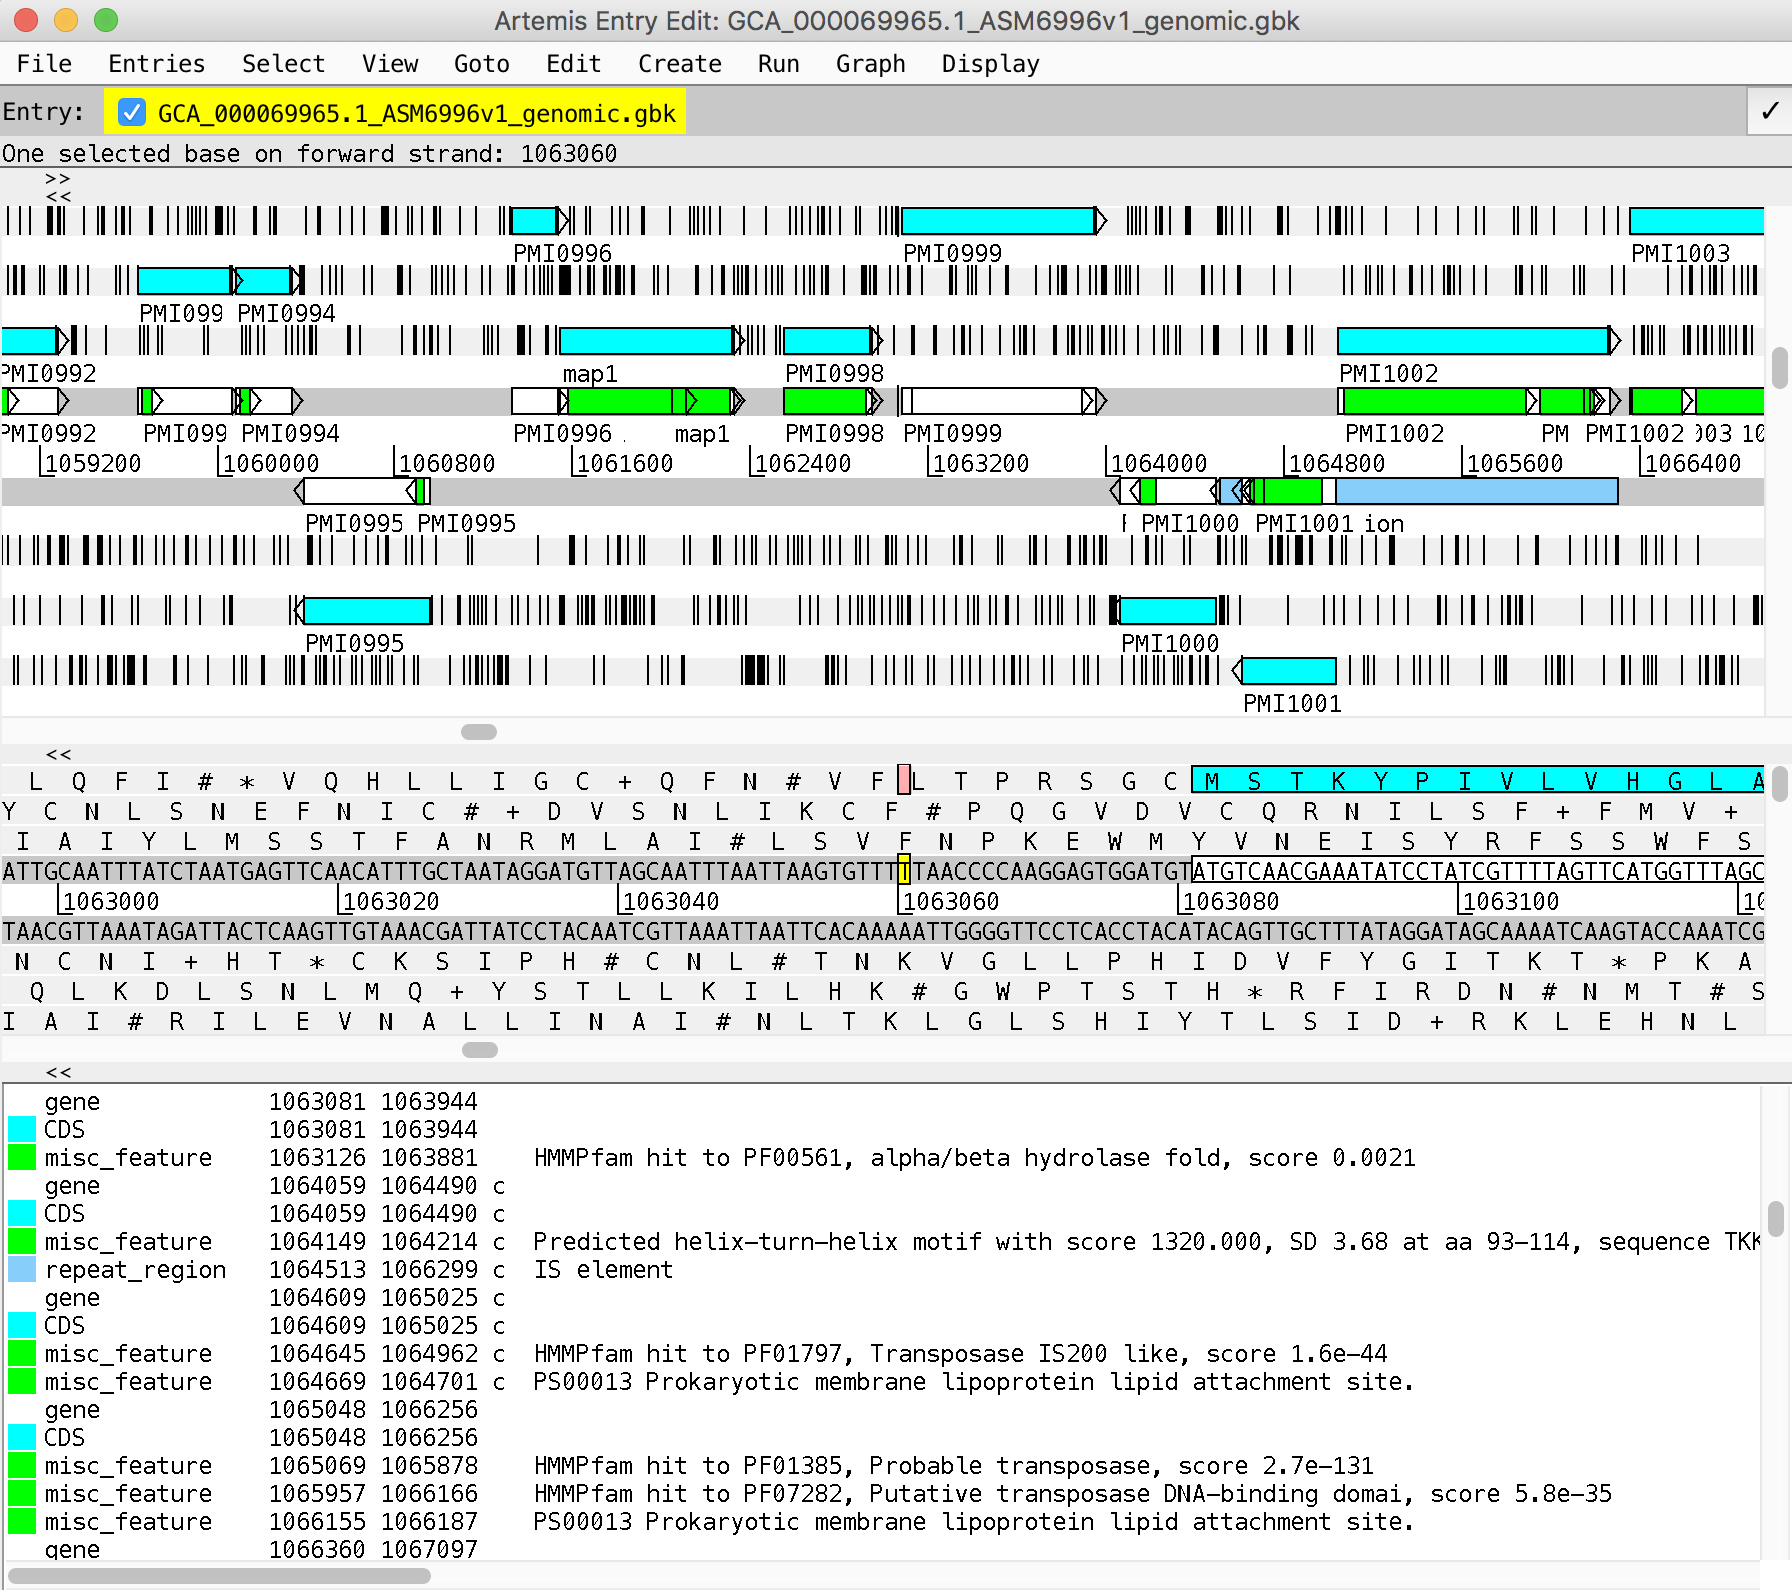 Artemis Entry Edit: GCA_000069965.1_ASM6996v1_genomic.gbk
File Entries Select View Goto Edit Create Run Graph Display
Entry: GCA_000069965.1_ASM6996v1_genomic.gbk
One selected base on forward strand: 1063060
>>
<<
PMI0996 PMI0999 PMI1003
PMI099 PMI0994
PMI0992 map1 PMI0998 PMI1002
PMI0992 PMI099 PMI0994 PMI0996 . map1 PMI0998 PMI0999 PMI1002 PM PMI1002 003 10
1059200 1060000 1060800 1061600 1062400 1063200 1064000 1064800 1065600 1066400
PMI0995 PMI0995 PMI1000 PMI1001 ion
PMI0995 PMI1000
PMI1001
<<
L Q F I # * V Q H L L I G C + Q F N # V F L T P R S G C M S T K Y P I V L V H G L A
Y C N L S N E F N I C # + D V S N L I K C F # P Q G V D V C Q R N I L S F + F M V +
I A I Y L M S S T F A N R M L A I # L S V F N P K E W M Y V N E I S Y R F S S W F S
ATTGCAATTTATCTAATGAGTTCAACATTTGCTAATAGGATGTTAGCAATTTAATTAAGTGTTTTTAACCCCAAGGAGTGGATGTATGTCAACGAAATATCCTATCGTTTTAGTTCATGGTTTAGC
1063000 1063020 1063040 1063060 1063080 1063100 10
TAACGTTAAATAGATTACTCAAGTTGTAAACGATTATCCTACAATCGTTAAATTAATTCACAAAAATTGGGGTTCCTCACCTACATACAGTTGCTTTATAGGATAGCAAAATCAAGTACCAAATCG
N C N I + H T * C K S I P H # C N L # T N K V G L L P H I D V F Y G I T K T * P K A
Q L K D L S N L M Q + Y S T L L K I L H K # G W P T S T H * R F I R D N # N M T # S
I A I # R I L E V N A L L I N A I # N L T K L G L S H I Y T L S I D + R K L E H N L
<<
gene 1063081 1063944
CDS 1063081 1063944
misc_feature 1063126 1063881 HMMPfam hit to PF00561, alpha/beta hydrolase fold, score 0.0021
gene 1064059 1064490 c
CDS 1064059 1064490 c
misc_feature 1064149 1064214 c Predicted helix-turn-helix motif with score 1320.000, SD 3.68 at aa 93-114, sequence TKK
repeat_region 1064513 1066299 c IS element
gene 1064609 1065025 c
CDS 1064609 1065025 c
misc_feature 1064645 1064962 c HMMPfam hit to PF01797, Transposase IS200 like, score 1.6e-44
misc_feature 1064669 1064701 c PS00013 Prokaryotic membrane lipoprotein lipid attachment site.
gene 1065048 1066256
CDS 1065048 1066256
misc_feature 1065069 1065878 HMMPfam hit to PF01385, Probable transposase, score 2.7e-131
misc_feature 1065957 1066166 HMMPfam hit to PF07282, Putative transposase DNA-binding domai, score 5.8e-35
misc_feature 1066155 1066187 PS00013 Prokaryotic membrane lipoprotein lipid attachment site.
gene 1066360 1067097